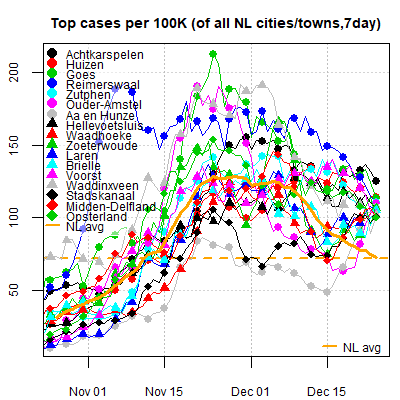 Top cases per 100K (of all NL cities/towns,7day)
200
150
100
50
Achtkarspelen
Huizen
Goes
Reimerswaal
Zutphen
Ouder-Amstel
Aa en Hunze
Hellevoetsluis
Waadhoeke
Zoeterwoude
Laren
Brielle
Voorst
Waddinxveen
Stadskanaal
Midden-Delfland
Oosterland
NL avg
NL avg
Nov 01
Nov 15
Dec 01
Dec 15